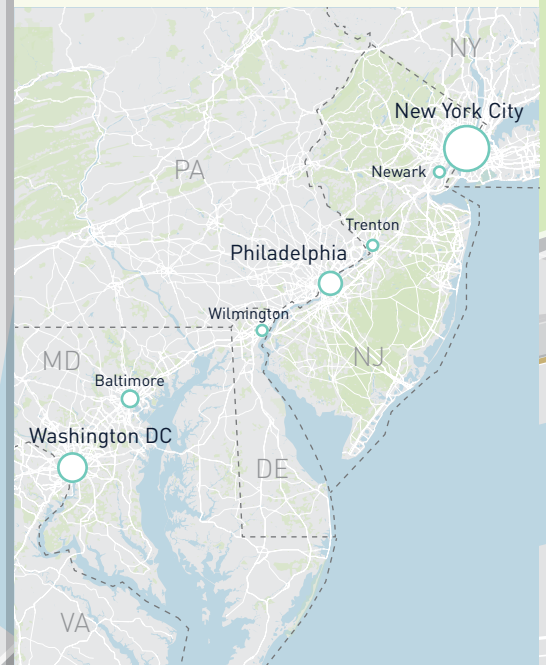 NY
New York City
PA
Newark
Trenton
Philadelphia
Wilmington
MD
NJ
Baltimore
Washington DC
DE
VA